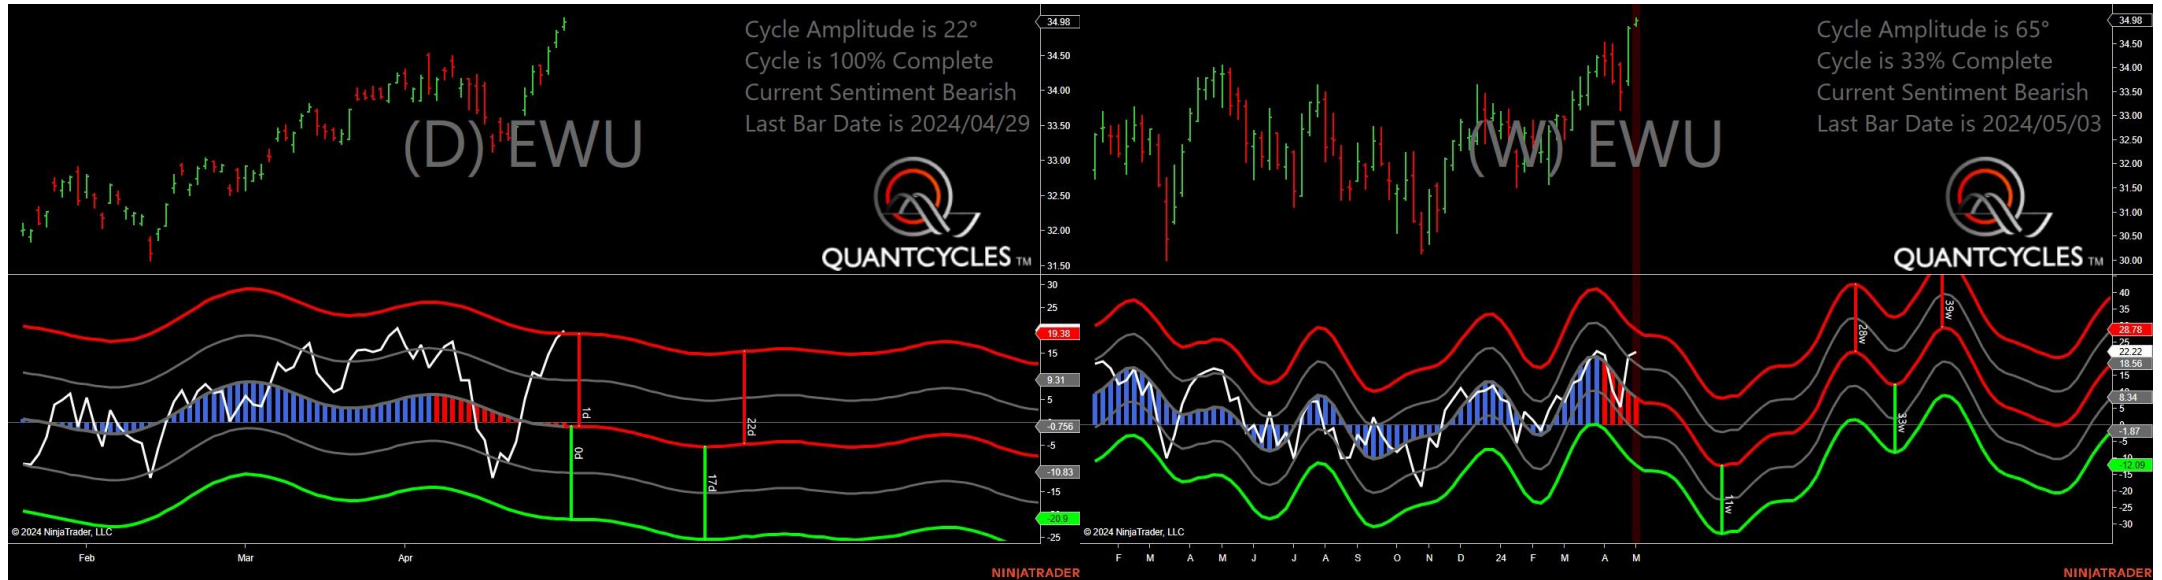 Cycle Amplitude is 22°
Cycle is 100% Complete
Current Sentiment Bearish
Last Bar Date is 2024/04/29
(D) EWU
QUANTCYCLES TM
34.98
34.50
34.00
33.50
33.00
32.50
32.00
31.50
30
25
19.38
15
9.31
5
-0.756
-5
-10.83
-15
-20.9
-25
1d
0d
17d
22d
© 2024 NinjaTrader, LLC
Feb Mar Apr
NINJATRADER
Cycle Amplitude is 65°
Cycle is 33% Complete
Current Sentiment Bearish
Last Bar Date is 2024/05/03
(W) EWU
QUANTCYCLES TM
34.98
34.50
34.00
33.50
33.00
32.50
32.00
31.50
31.00
30.50
30.00
40
35
28.78
25
22.22
18.56
15
8.34
5
-1.87
-5
-12.09
-15
-20
-25
-30
11w
28w
33w
39w
© 2024 NinjaTrader, LLC
F M A M J J A S O N D 24 F M A M
NINJATRADER